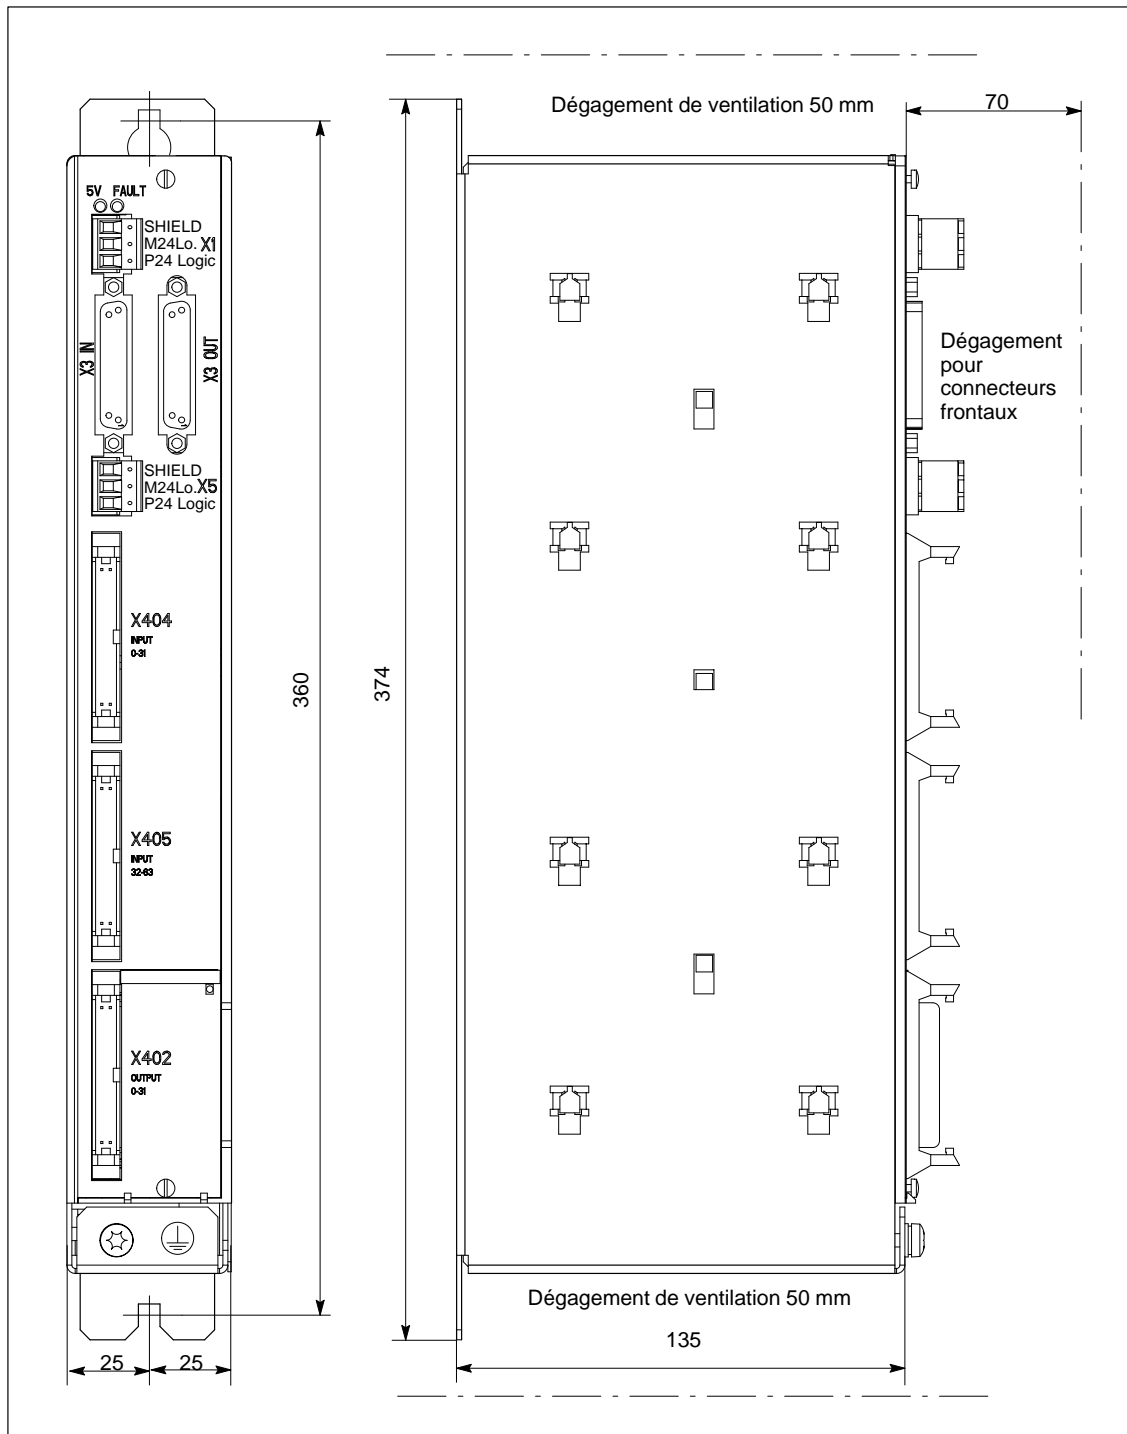 Dégagement de ventilation 50 mm
70
5V FAULT
SHIELD
M24Lo. X1
P24 Logic
X3 IN
X3 OUT
Dégagement
pour
connecteurs
frontaux
SHIELD
M24Lo. X5
P24 Logic
X404
INPUT
0-31
360
374
X405
INPUT
32-63
X402
OUTPUT
0-31
Dégagement de ventilation 50 mm
25
25
135